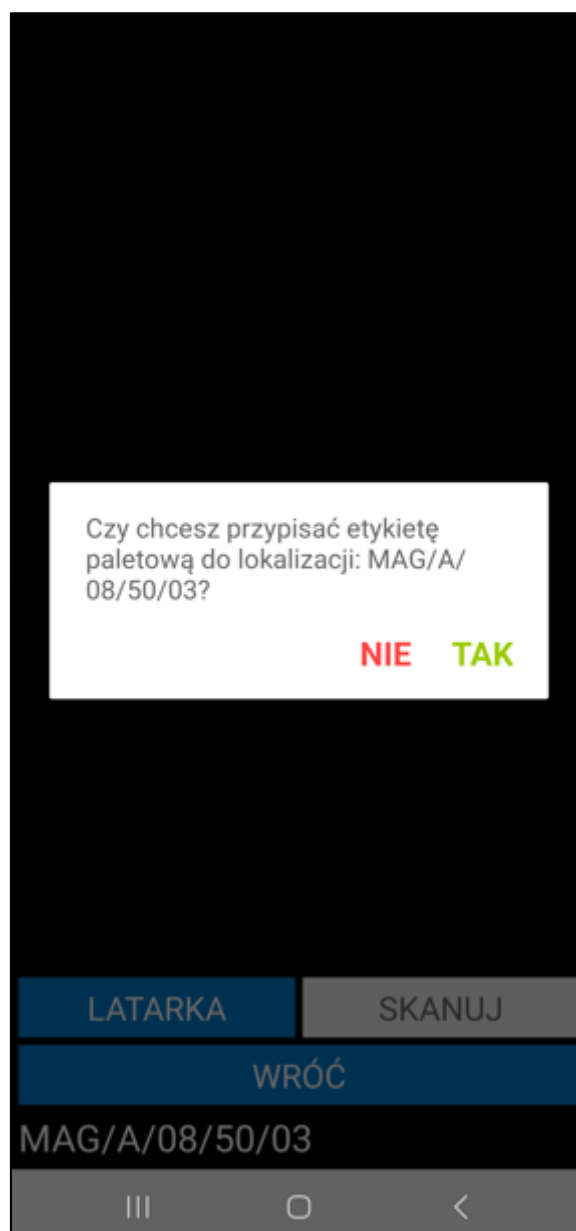 Czy chcesz przypisać etykietę
paletową do lokalizacji: MAG/A/
08/50/03?
NIE TAK
LATARKA SKANUJ
WRÓĆ
MAG/A/08/50/03